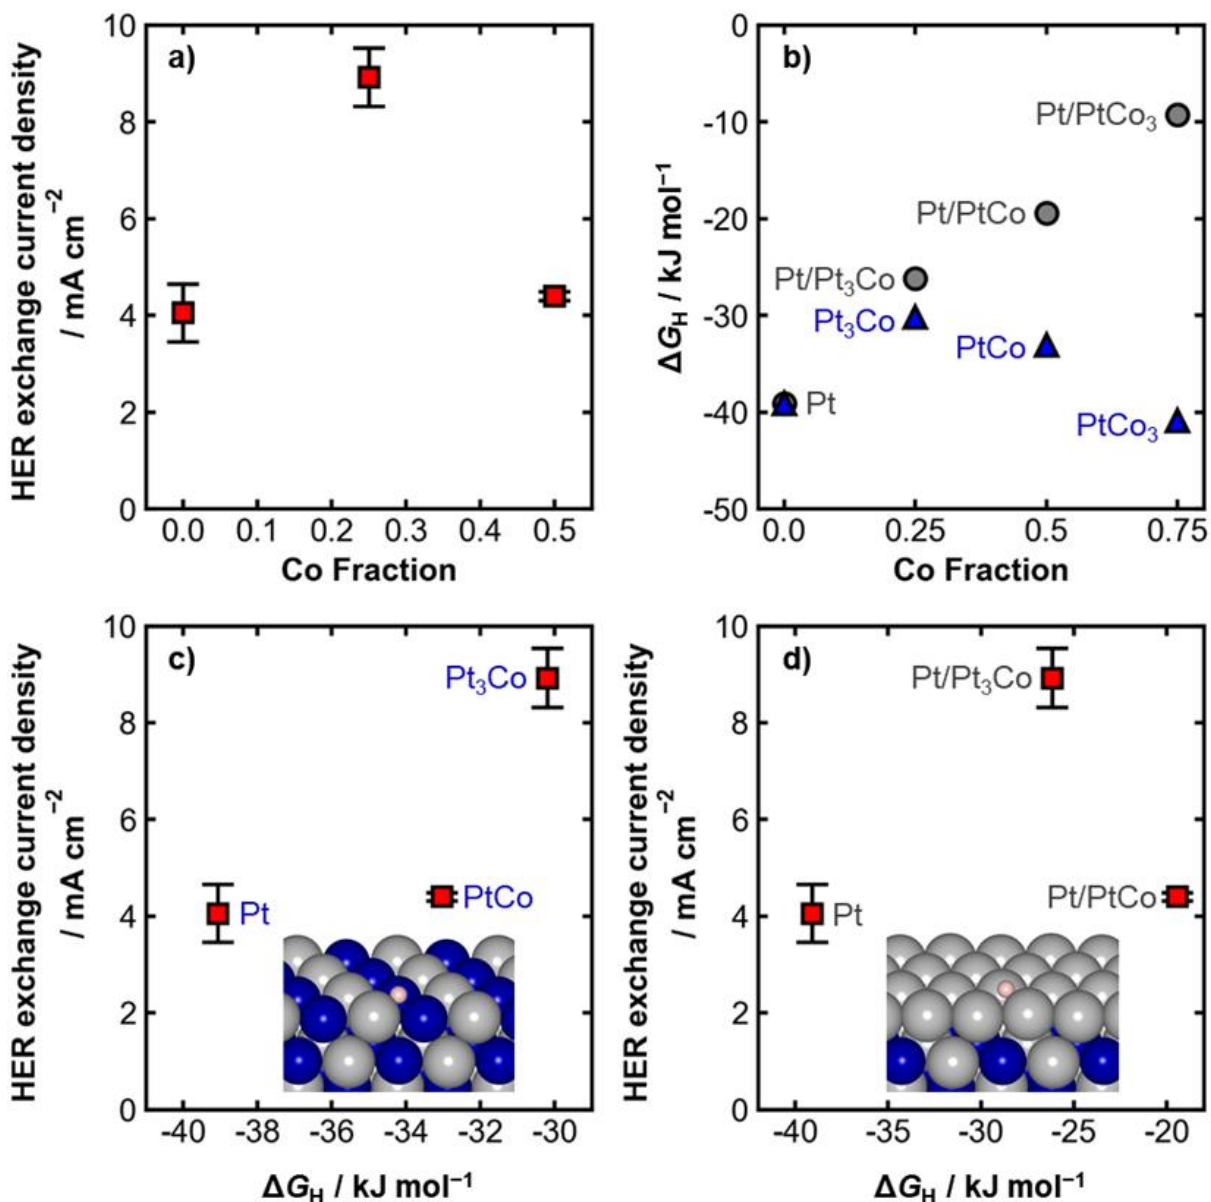 a)
HER exchange current density
/ mA cm⁻²
10
8
6
4
2
0
0.0 0.1 0.2 0.3 0.4 0.5
Co Fraction
b)
ΔG_H / kJ mol⁻¹
0
-10
-20
-30
-40
-50
Pt/PtCo₃
Pt/PtCo
Pt/Pt₃Co
Pt₃Co
PtCo
Pt
PtCo₃
0.0 0.25 0.5 0.75
Co Fraction
c)
HER exchange current density
/ mA cm⁻²
10
8
6
4
2
0
Pt₃Co
Pt
PtCo
-40 -38 -36 -34 -32 -30
ΔG_H / kJ mol⁻¹
d)
HER exchange current density
/ mA cm⁻²
10
8
6
4
2
0
Pt/Pt₃Co
Pt
Pt/PtCo
-40 -35 -30 -25 -20
ΔG_H / kJ mol⁻¹